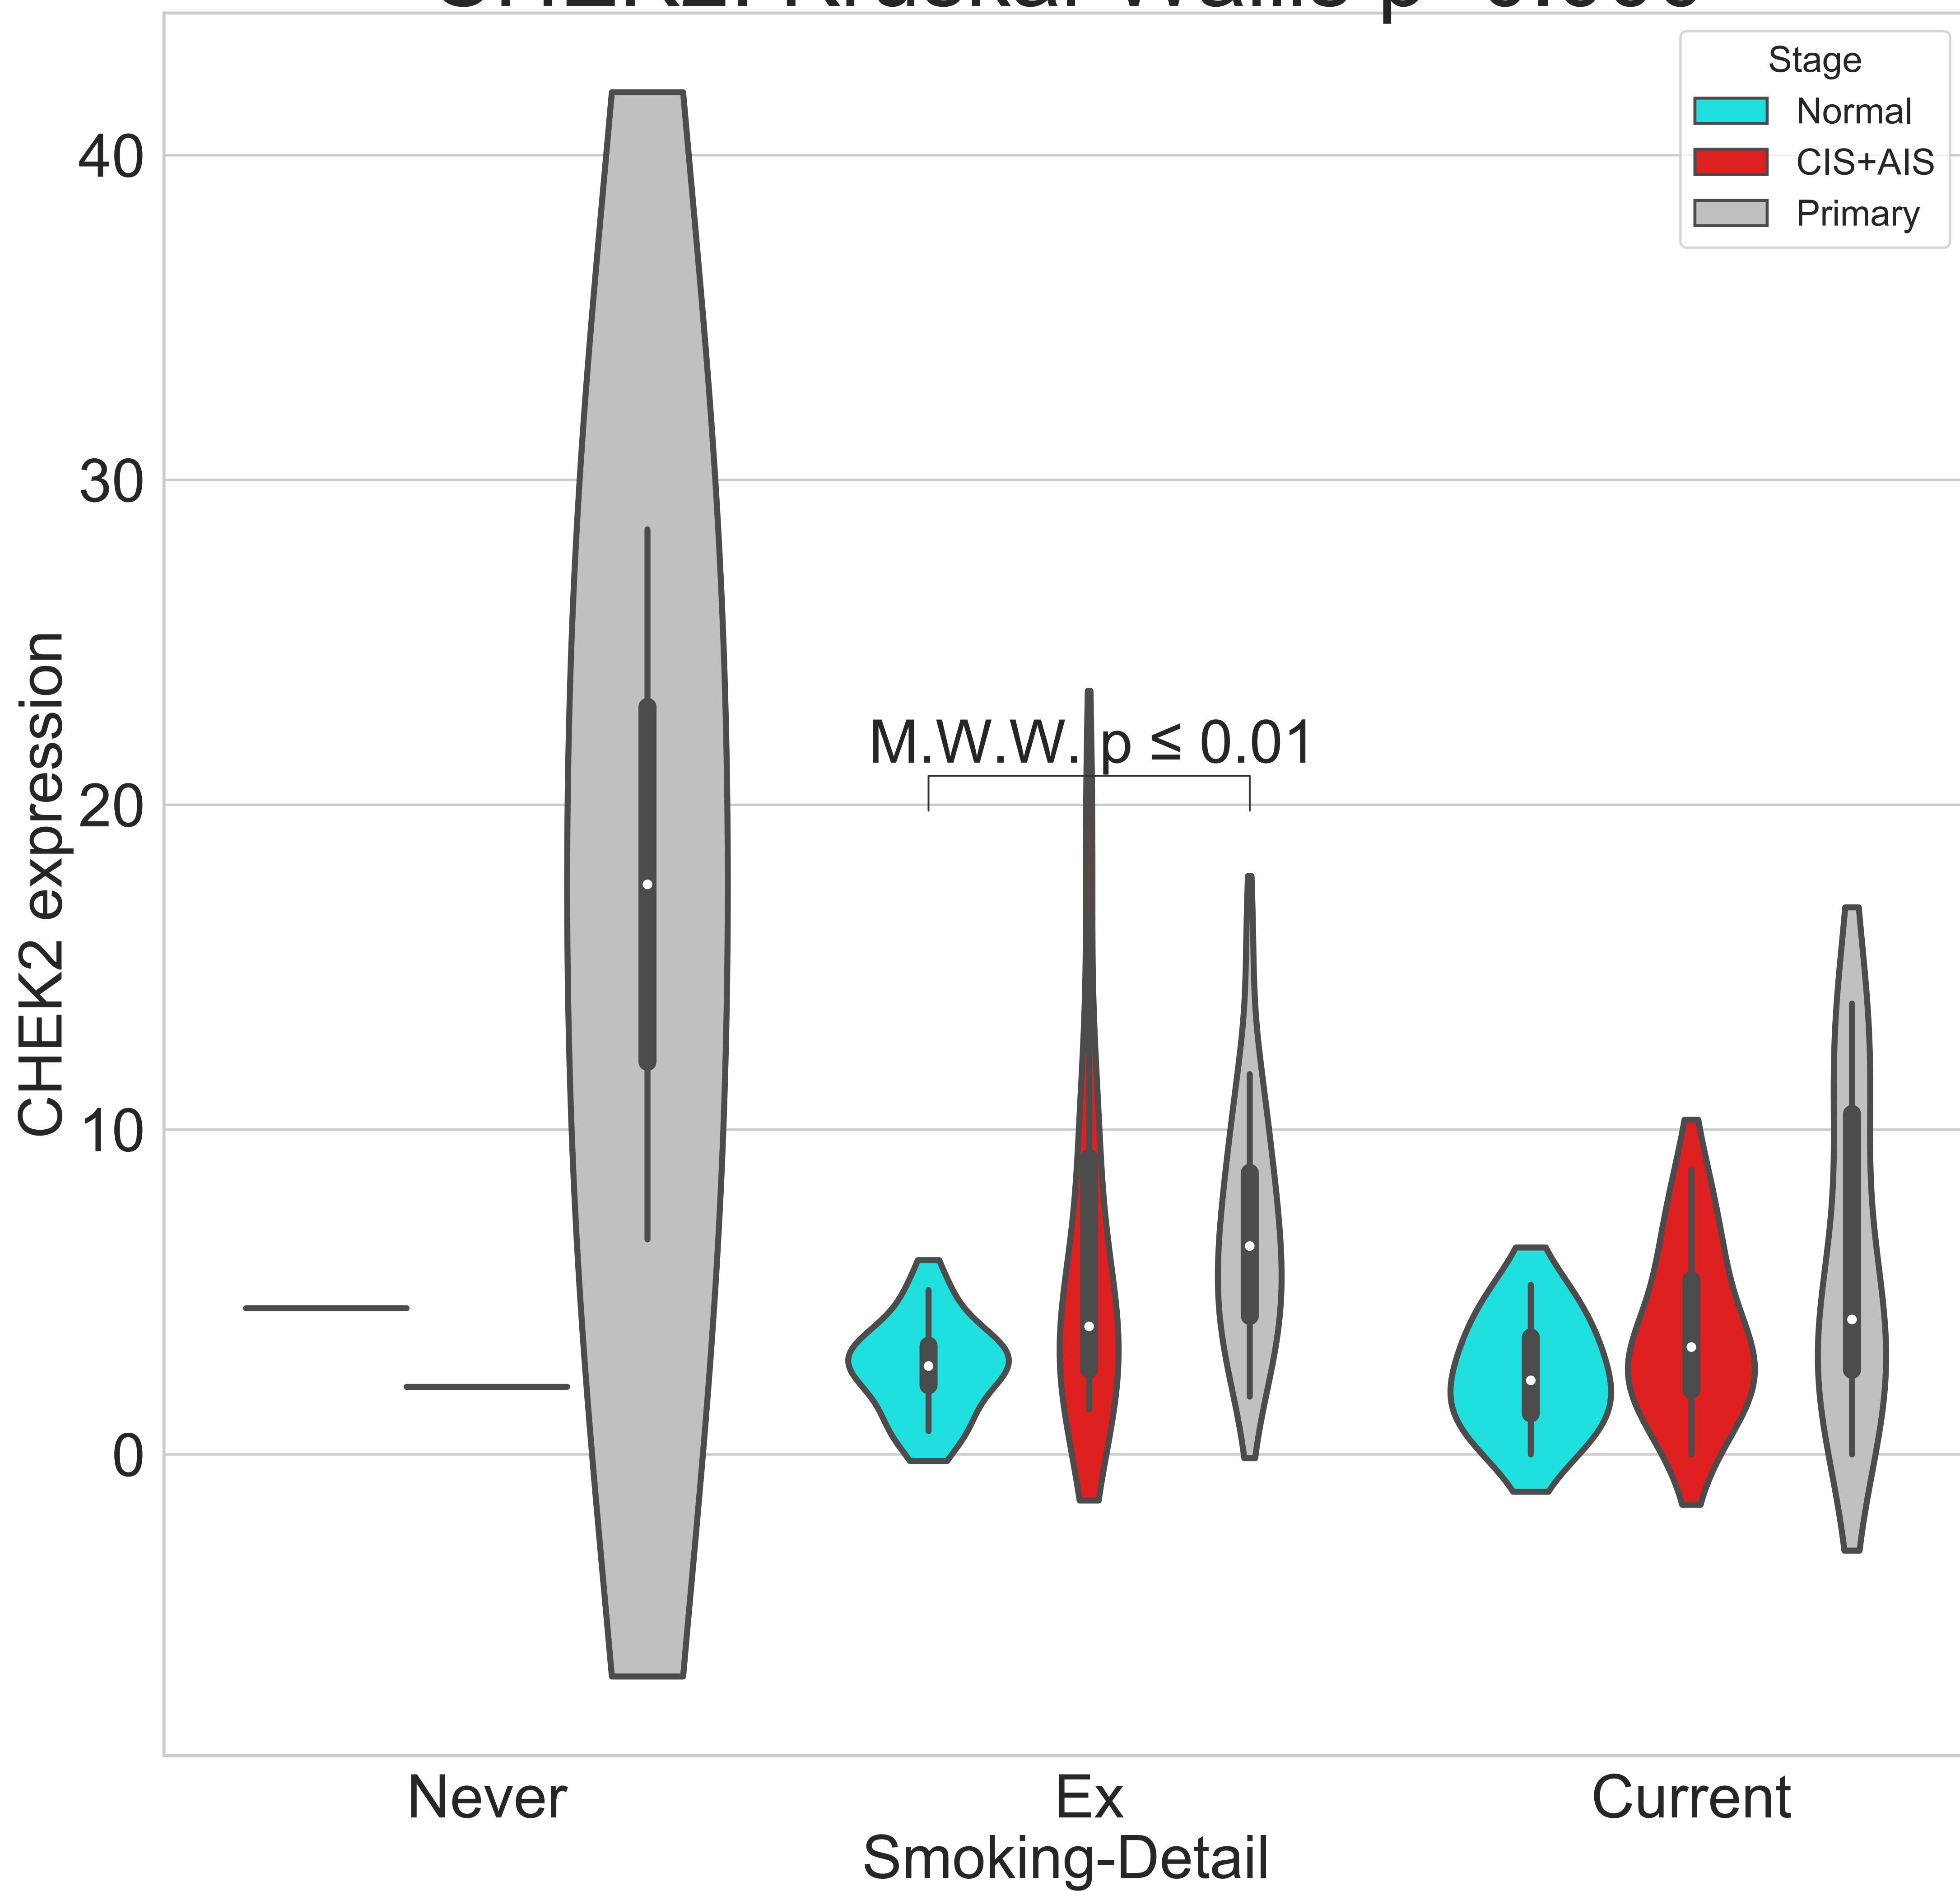 Stage
Normal
CIS+AIS
Primary
40
30
20
10
0
CHEK2 expression
M.W.W. p ≤ 0.01
Never
Ex
Current
Smoking-Detail